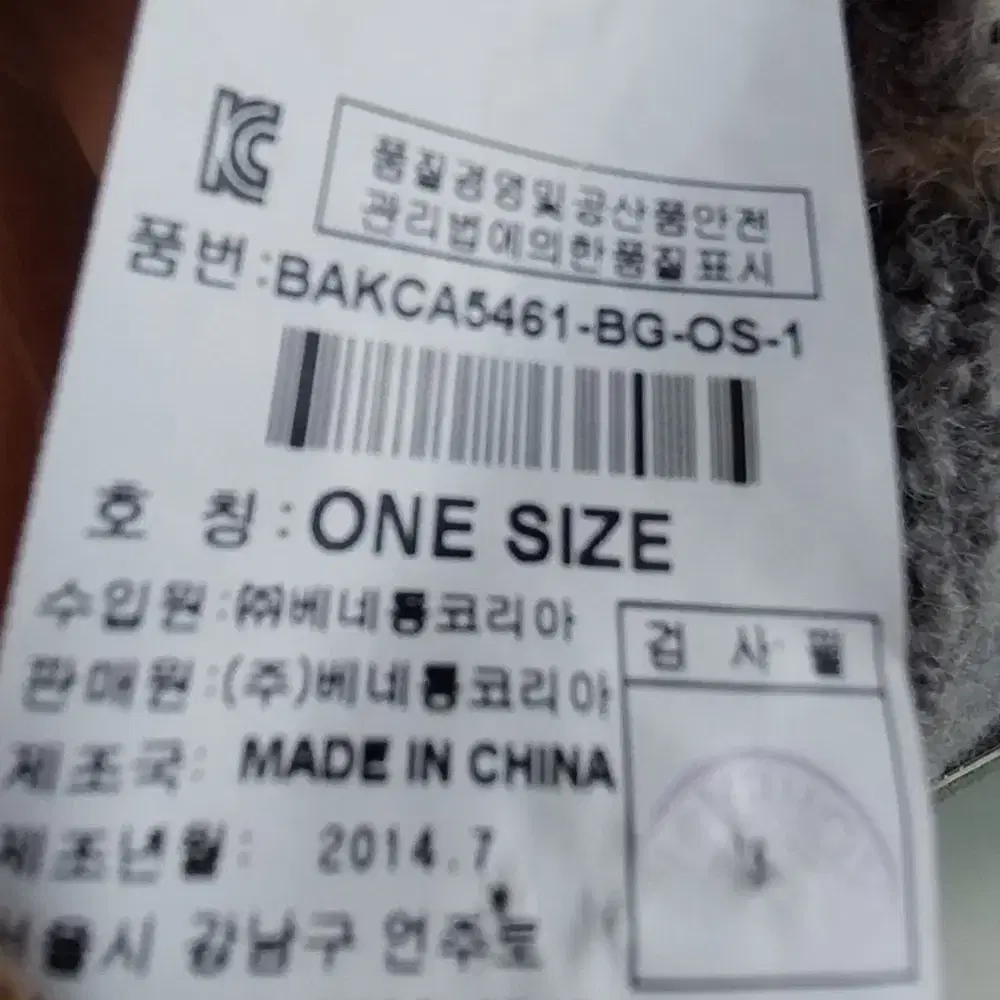 KC
품질경영및공산품안전
관리법에의한품질표시
품번:BAKCA5461-BG-OS-1
호 칭:ONE SIZE
수입원:㈜베네통코리아
판매원:(주)베네통코리아
검 사 필
제조국: MADE IN CHINA
제조년월: 2014.7
서울시 강남구 언주로